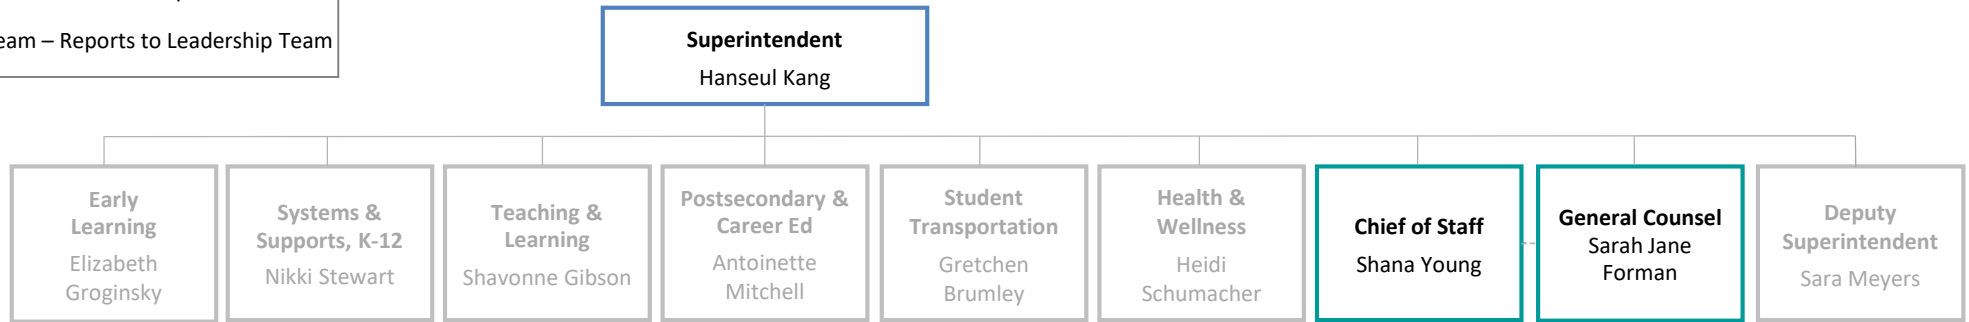 – Reports to Leadership Team
Superintendent
Hanseul Kang
Early
Learning
Elizabeth
Groginsky
Systems &
Supports, K-12
Nikki Stewart
Teaching &
Learning
Shavonne Gibson
Postsecondary &
Career Ed
Antoinette
Mitchell
Student
Transportation
Gretchen
Brumley
Health &
Wellness
Heidi
Schumacher
Chief of Staff
Shana Young
General Counsel
Sarah Jane
Forman
Deputy
Superintendent
Sara Meyers